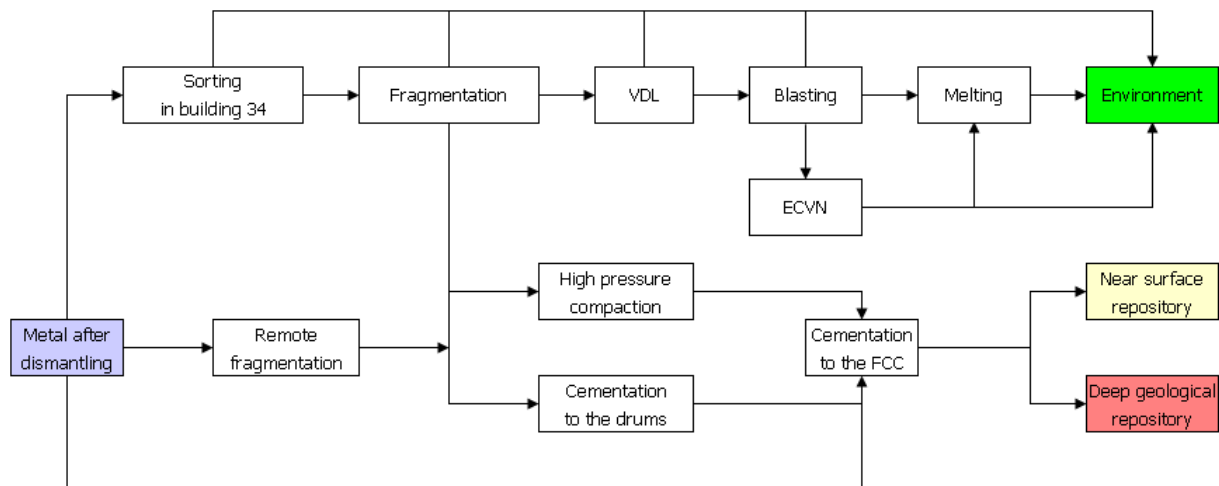 Sorting
in building 34
Fragmentation
VDL
Blasting
Melting
Environment
ECVN
High pressure
compaction
Near surface
repository
Metal after
dismantling
Remote
fragmentation
Cementation
to the FCC
Cementation
to the drums
Deep geological
repository